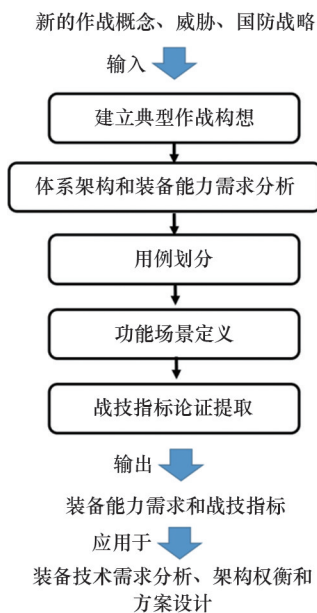 新的作战概念、威胁、国防战略
输入
建立典型作战构想
体系架构和装备能力需求分析
用例划分
功能场景定义
战技指标论证提取
输出
装备能力需求和战技指标
应用于
装备技术需求分析、架构权衡和
方案设计